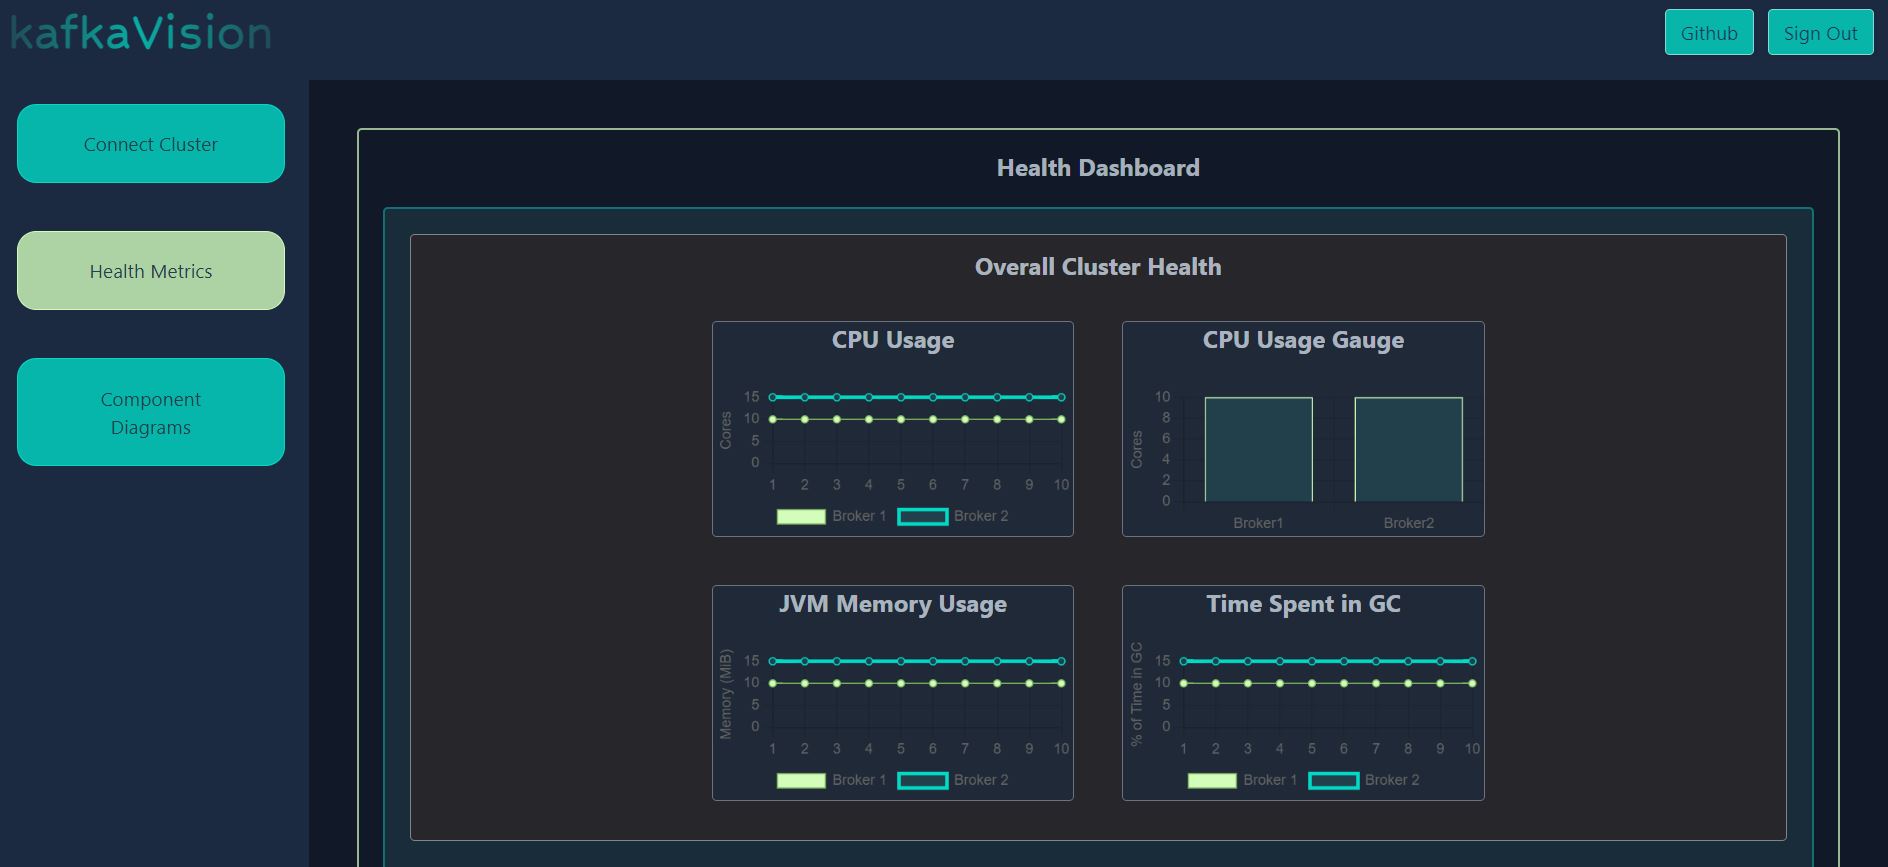 kafkaVision
Github
Sign Out
Connect Cluster
Health Metrics
Component
Diagrams
Health Dashboard
Overall Cluster Health
CPU Usage
Cores
15
10
5
0
1 2 3 4 5 6 7 8 9 10
Broker 1 Broker 2
CPU Usage Gauge
Cores
10
8
6
4
2
0
Broker1 Broker2
JVM Memory Usage
Memory (MiB)
15
10
5
0
1 2 3 4 5 6 7 8 9 10
Broker 1 Broker 2
Time Spent in GC
% of Time in GC
15
10
5
0
1 2 3 4 5 6 7 8 9 10
Broker 1 Broker 2